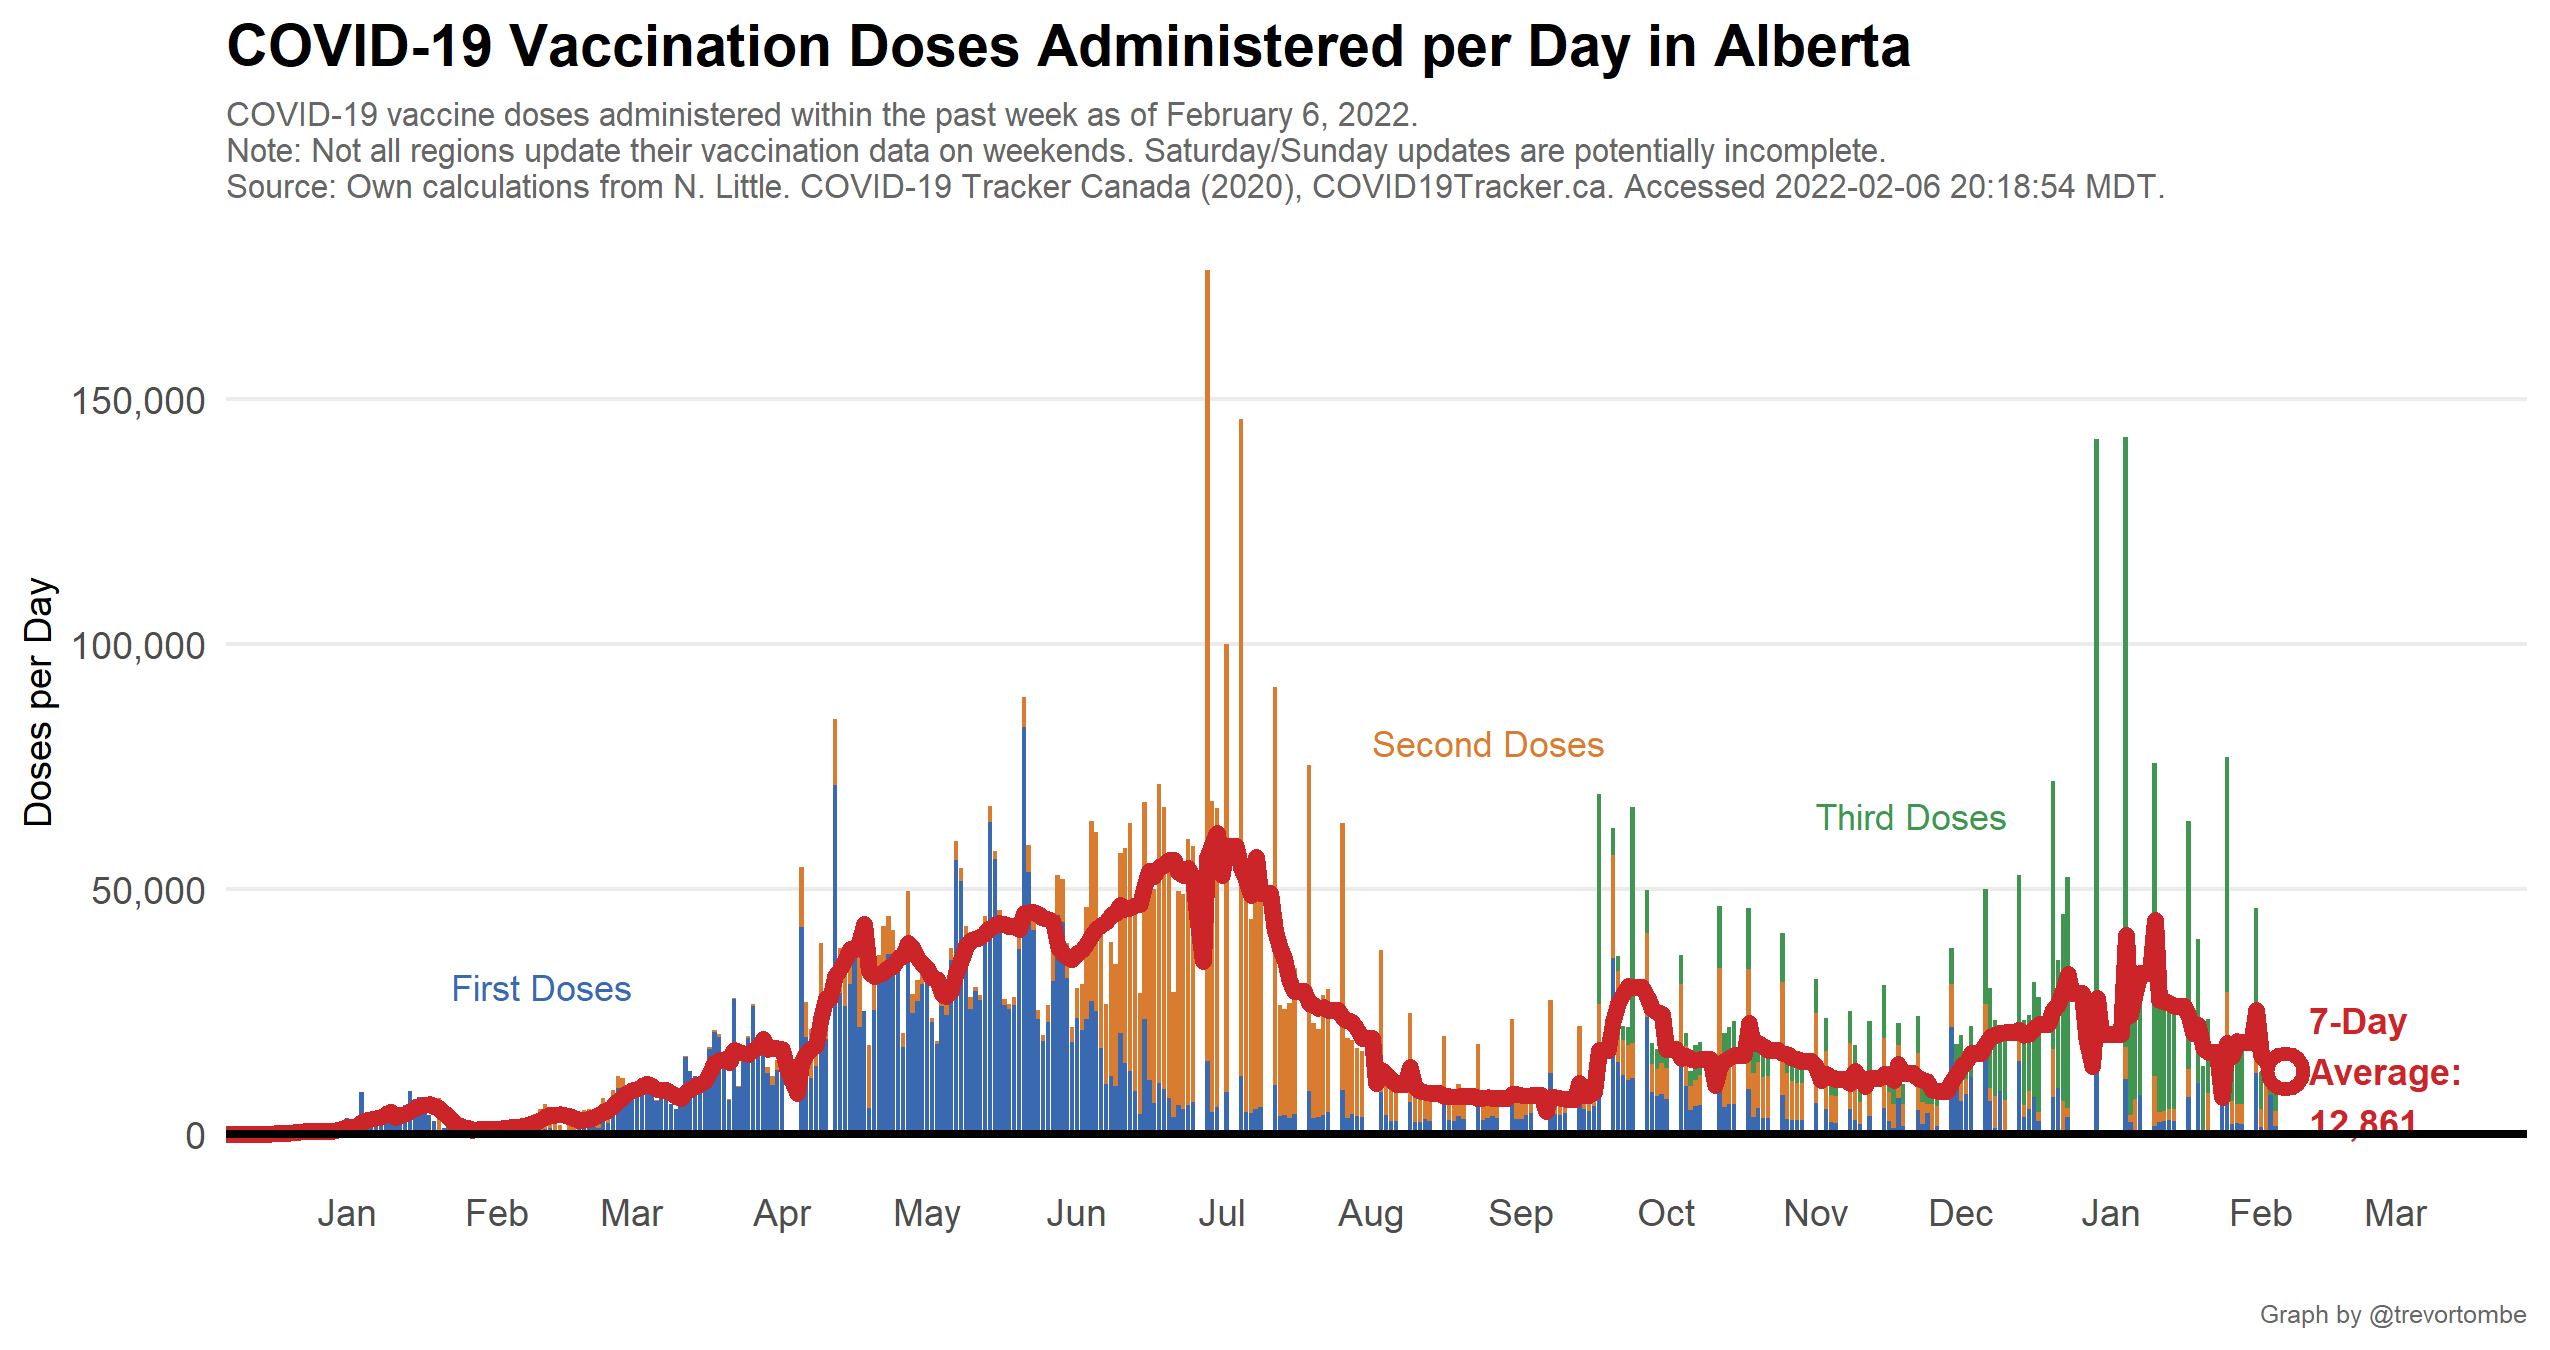 COVID-19 Vaccination Doses Administered per Day in Alberta
COVID-19 vaccine doses administered within the past week as of February 6, 2022.
Note: Not all regions update their vaccination data on weekends. Saturday/Sunday updates are potentially incomplete.
Source: Own calculations from N. Little. COVID-19 Tracker Canada (2020), COVID19Tracker.ca. Accessed 2022-02-06 20:18:54 MDT.
Doses per Day
150,000
100,000
50,000
0
First Doses
Second Doses
Third Doses
7-Day
Average:
12,861
Jan Feb Mar Apr May Jun Jul Aug Sep Oct Nov Dec Jan Feb Mar
Graph by @trevortombe